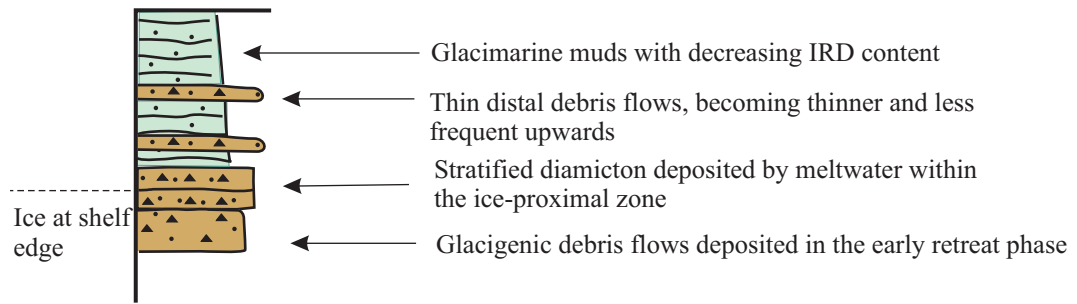 Glacimarine muds with decreasing IRD content
Thin distal debris flows, becoming thinner and less
frequent upwards
Stratified diamicton deposited by meltwater within
the ice-proximal zone
Ice at shelf
edge
Glacigenic debris flows deposited in the early retreat phase